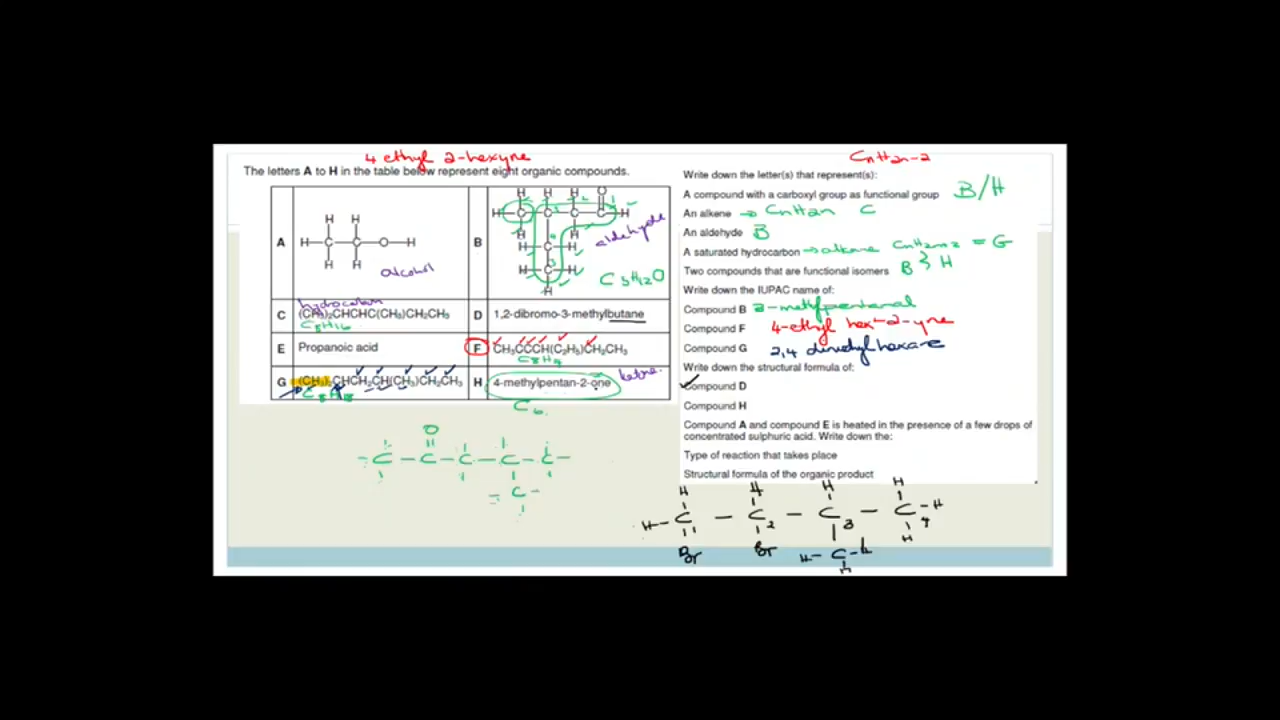 4 ethyl 2-hexyne
The letters A to H in the table below represent eight organic compounds.
A
H H
H C C O H
H H
alcohol
B
H H H O
H C C C C H
H H
H C H
H C H
H
aldehyde
hydrocarbon
C (CH3)2CHCHC(CH3)CH2CH3
C8H16
D 1,2-dibromo-3-methylbutane
E Propanoic acid
F CH3CCCH(C2H5)CH2CH3
G (CH3)2CHCH2CH(CH3)CH2CH3
C8H18
H 4-methylpentan-2-one
ketone
C6
O
C C C C C
C
CnH2n-2
Write down the letter(s) that represent(s):
A compound with a carboxyl group as functional group B/H
An alkene → CnH2n C
An aldehyde B
A saturated hydrocarbon → alkane CnH2n+2 = G
Two compounds that are functional isomers B } H
Write down the IUPAC name of:
Compound B 2-methylpentanal
Compound F 4-ethyl hex-2-yne
Compound G 2,4 dimethylhexane
Write down the structural formula of:
Compound D
Compound H
Compound A and compound E is heated in the presence of a few drops of
concentrated sulphuric acid. Write down the:
Type of reaction that takes place
Structural formula of the organic product
H H H H
H - C - C2 - C3 - C4 - H
Br Br H
H - C - H
H